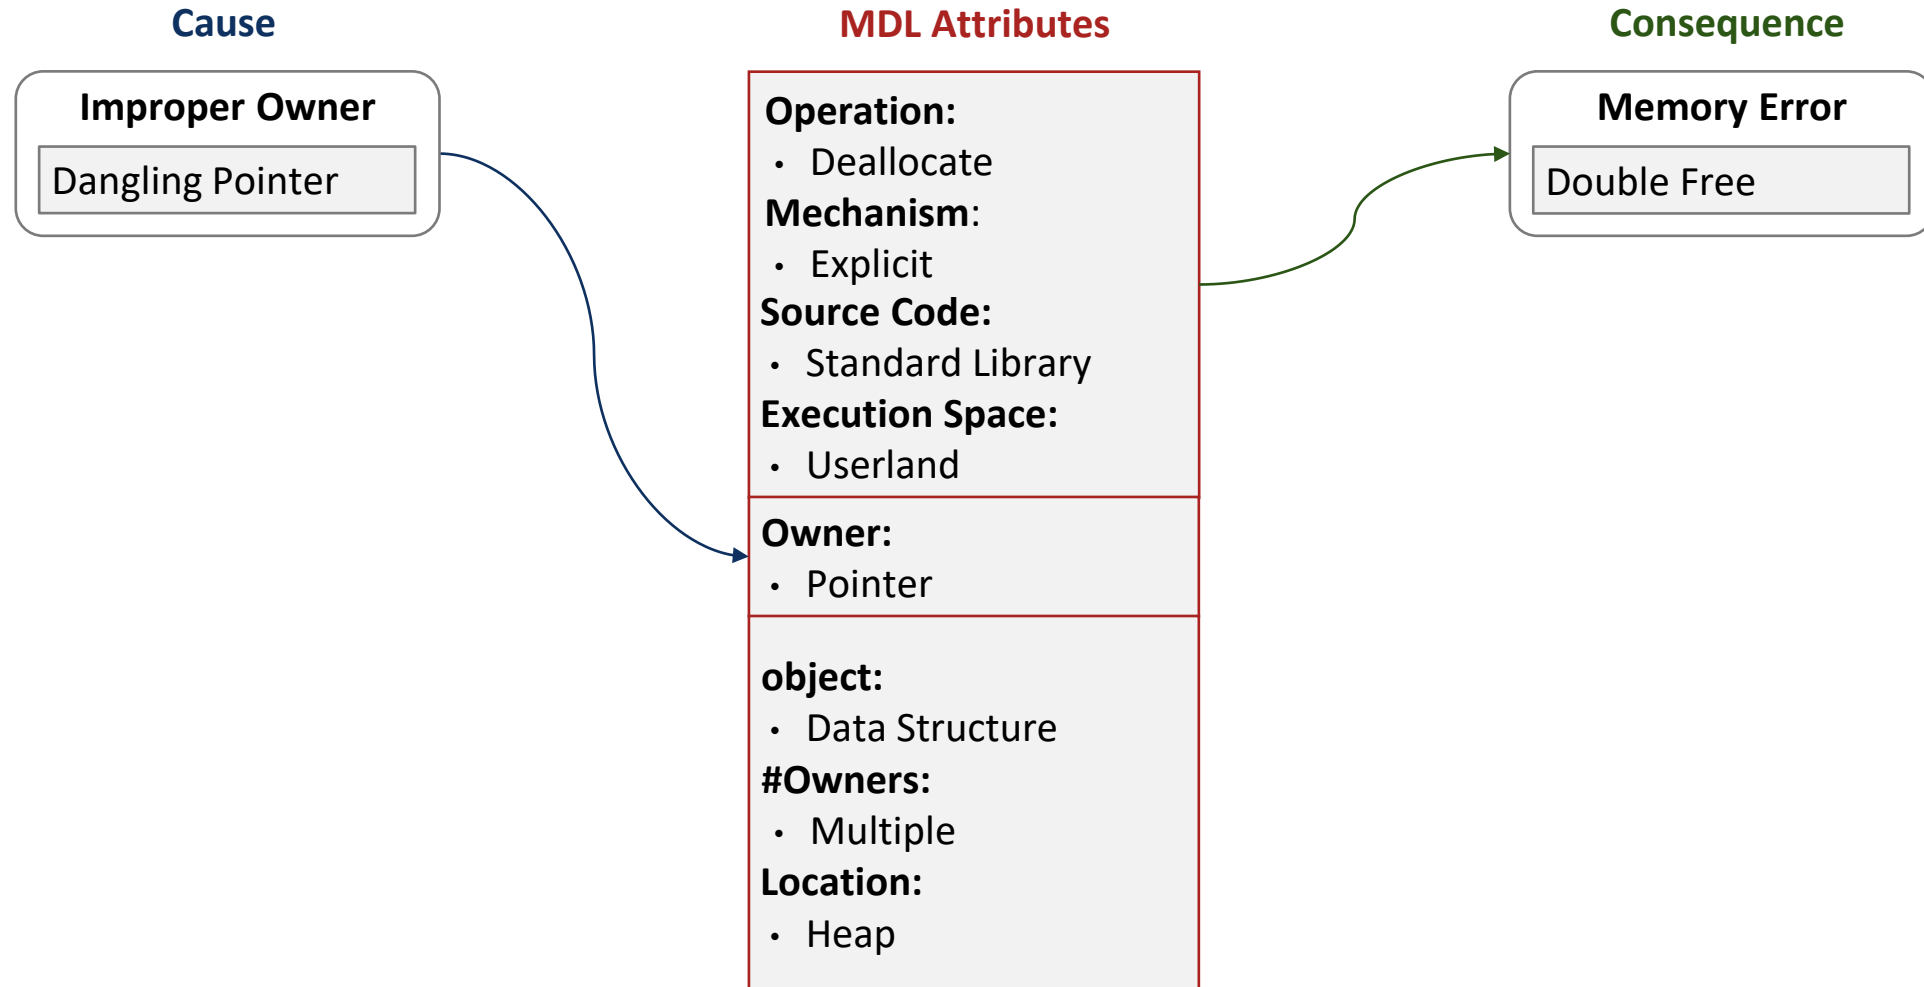 Cause
Improper Owner
Dangling Pointer
MDL Attributes
Operation:
• Deallocate
Mechanism:
• Explicit
Source Code:
• Standard Library
Execution Space:
• Userland
Owner:
• Pointer
object:
• Data Structure
#Owners:
• Multiple
Location:
• Heap
Consequence
Memory Error
Double Free